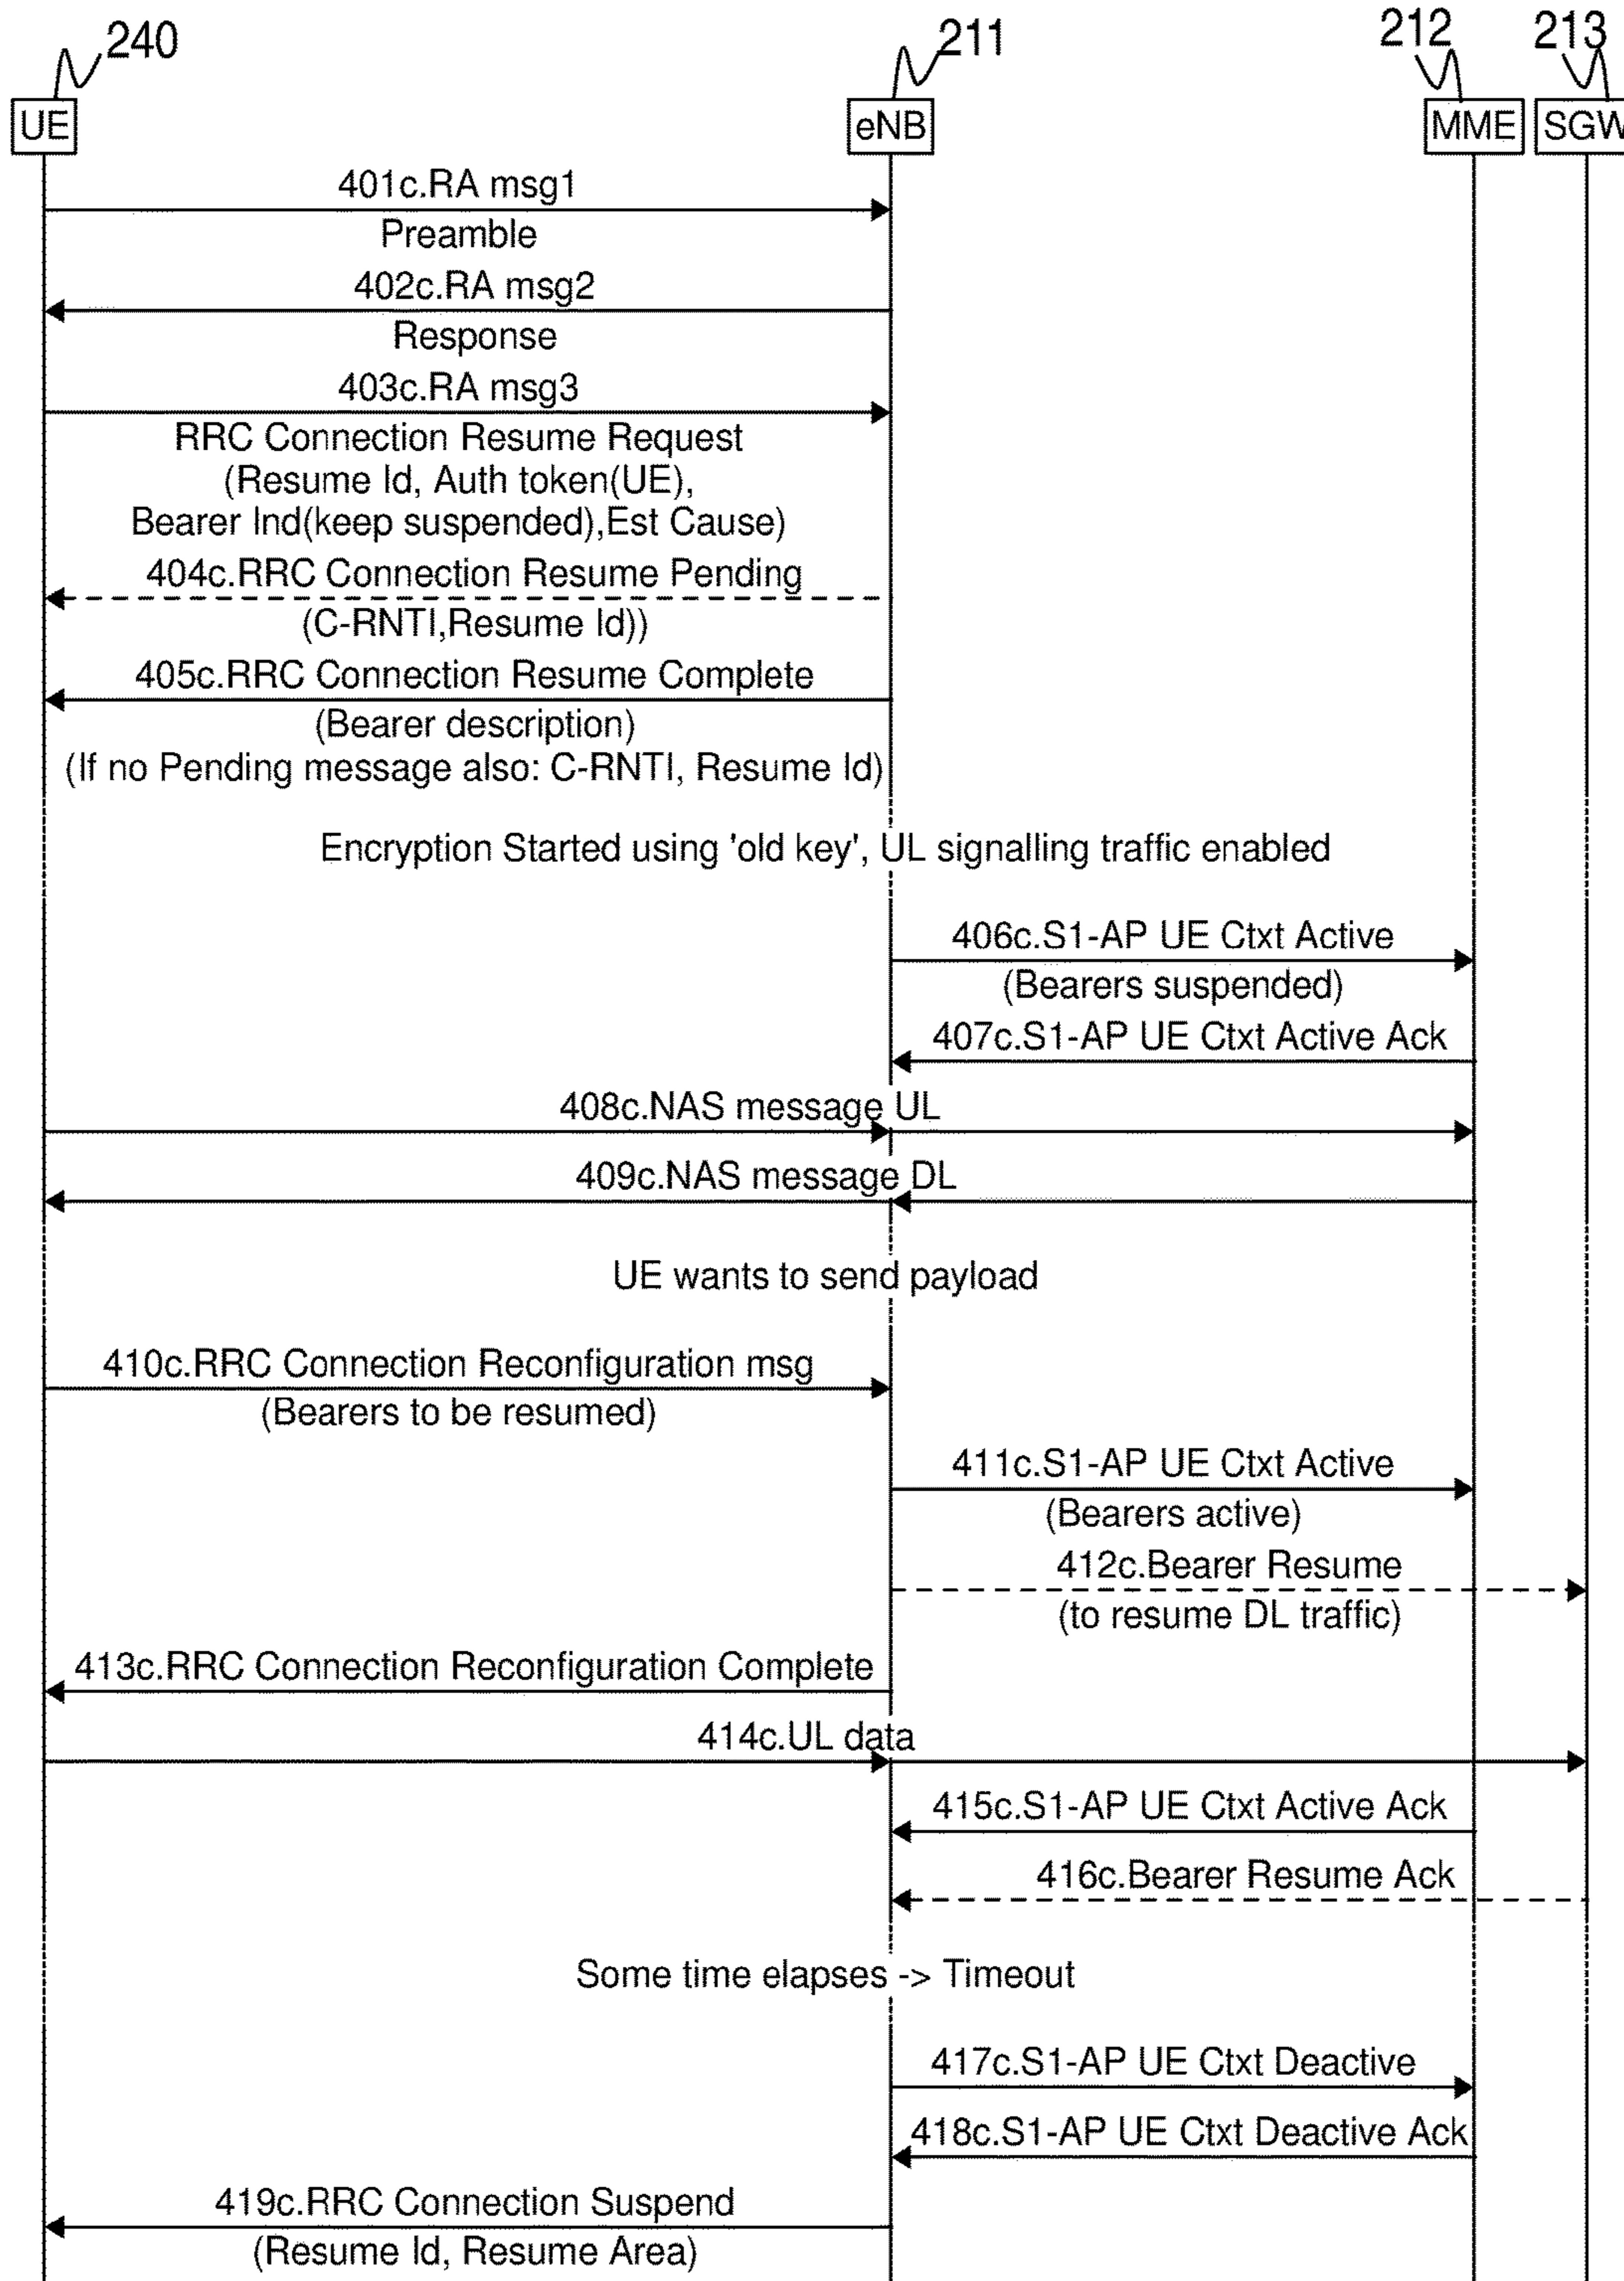 240
211
212
213
UE
eNB
MME
SGW
401c.RA msg1
Preamble
402c.RA msg2
Response
403c.RA msg3
RRC Connection Resume Request
(Resume Id, Auth token(UE),
Bearer Ind(keep suspended),Est Cause)
404c.RRC Connection Resume Pending
(C-RNTI,Resume Id))
405c.RRC Connection Resume Complete
(Bearer description)
(If no Pending message also: C-RNTI, Resume Id)
Encryption Started using 'old key', UL signalling traffic enabled
406c.S1-AP UE Ctxt Active
(Bearers suspended)
407c.S1-AP UE Ctxt Active Ack
408c.NAS message UL
409c.NAS message DL
UE wants to send payload
410c.RRC Connection Reconfiguration msg
(Bearers to be resumed)
411c.S1-AP UE Ctxt Active
(Bearers active)
412c.Bearer Resume
(to resume DL traffic)
413c.RRC Connection Reconfiguration Complete
414c.UL data
415c.S1-AP UE Ctxt Active Ack
416c.Bearer Resume Ack
Some time elapses -> Timeout
417c.S1-AP UE Ctxt Deactive
418c.S1-AP UE Ctxt Deactive Ack
419c.RRC Connection Suspend
(Resume Id, Resume Area)